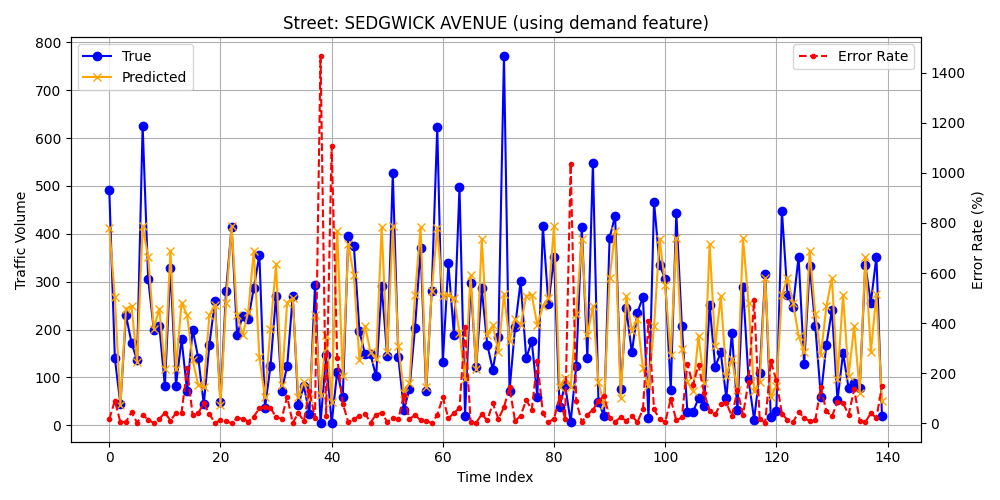 Street: SEDGWICK AVENUE (using demand feature)
True
Predicted
Error Rate
800
700
600
500
400
300
200
100
0
1400
1200
1000
800
600
400
200
0
Traffic Volume
Error Rate (%)
0 20 40 60 80 100 120 140
Time Index